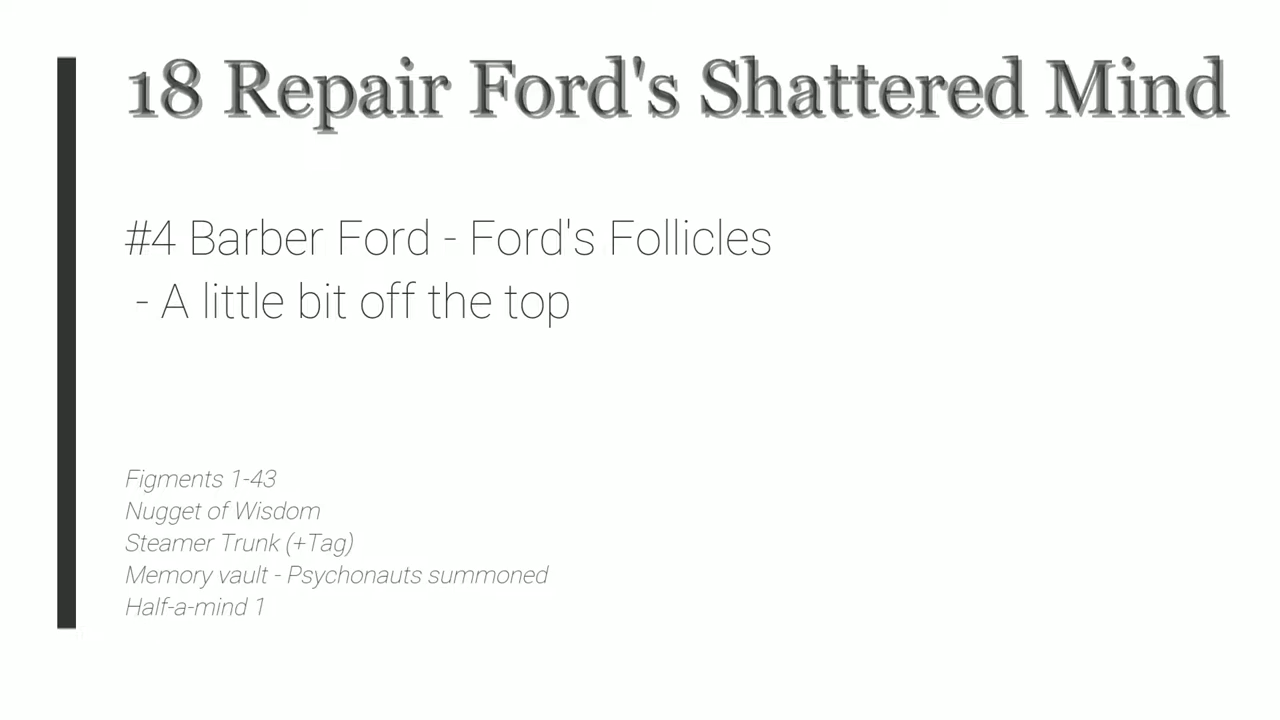 18 Repair Ford's Shattered Mind
#4 Barber Ford - Ford's Follicles
- A little bit off the top
Figments 1-43
Nugget of Wisdom
Steamer Trunk (+Tag)
Memory vault - Psychonauts summoned
Half-a-mind 1